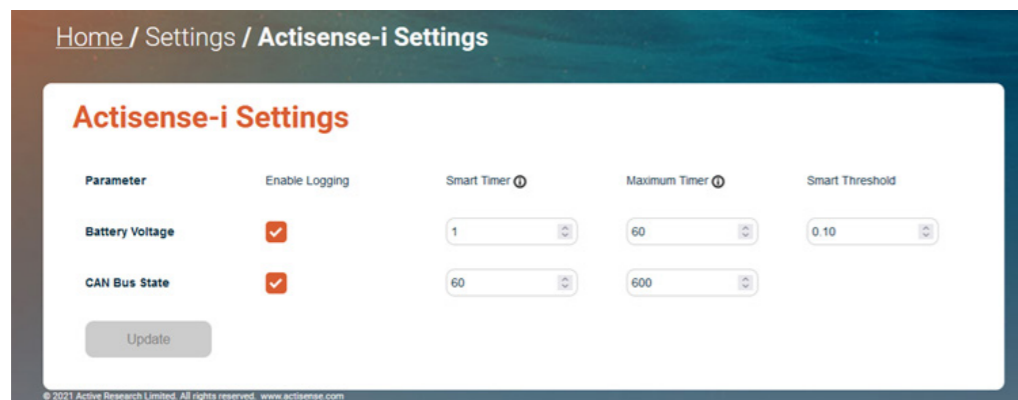 Home / Settings / Actisense-i Settings
Actisense-i Settings
Parameter Enable Logging Smart Timer Maximum Timer Smart Threshold
Battery Voltage 1 60 0.10
CAN Bus State 60 600
Update
© 2021 Active Research Limited. All rights reserved. www.actisense.com